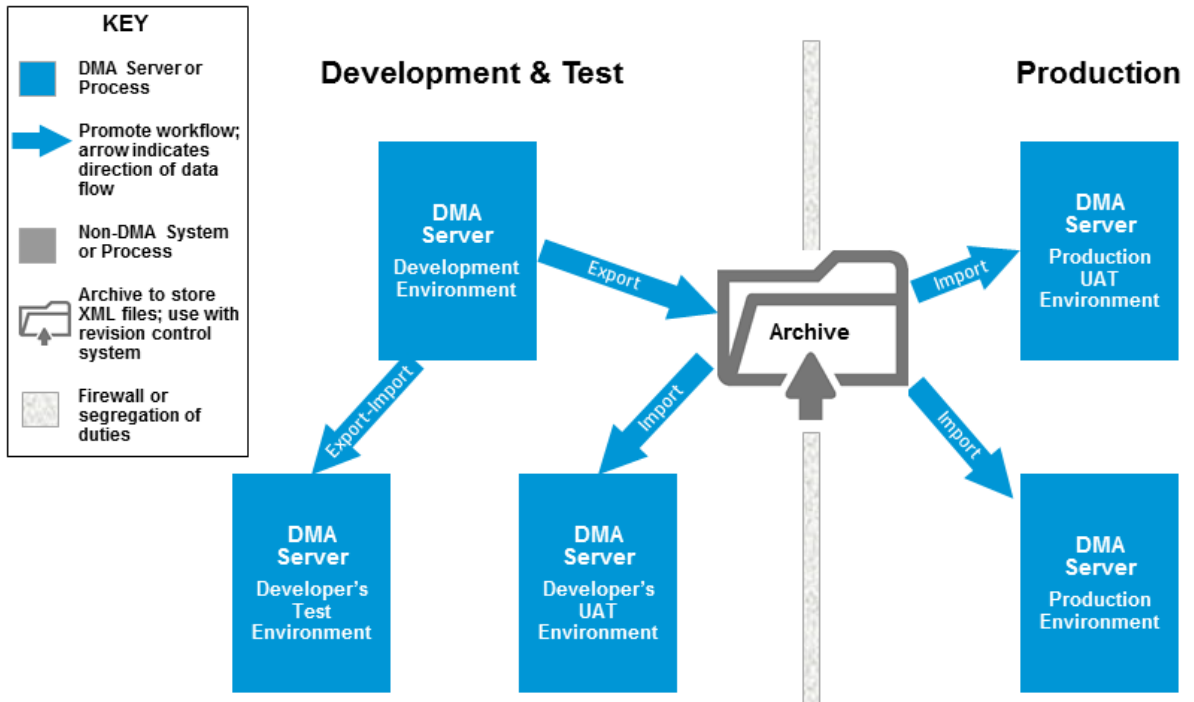 KEY
DMA Server or
Process
Promote workflow;
arrow indicates
direction of data
flow
Non-DMA System
or Process
Archive to store
XML files; use with
revision control
system
Firewall or
segregation of
duties
Development & Test
Production
DMA
Server
Development
Environment
Export
Archive
Import
DMA
Server
Production
UAT
Environment
Export-Import
Import
Import
DMA
Server
Developer's
Test
Environment
DMA
Server
Developer's
UAT
Environment
DMA
Server
Production
Environment